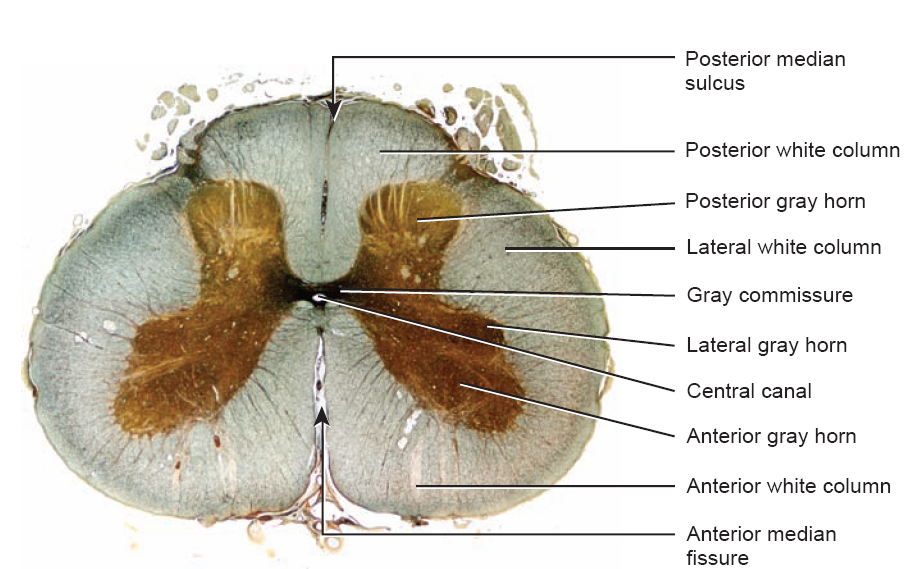 Posterior median
sulcus
Posterior white column
Posterior gray horn
Lateral white column
Gray commissure
Lateral gray horn
Central canal
Anterior gray horn
Anterior white column
Anterior median
fissure